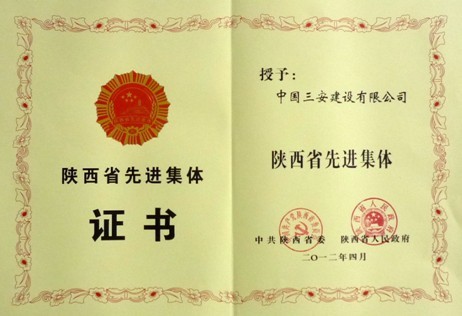 陕西省先进集体
证书
授予：
中国三安建设有限公司
陕西省先进集体
中共陕西省委 陕西省人民政府
二〇一二年四月